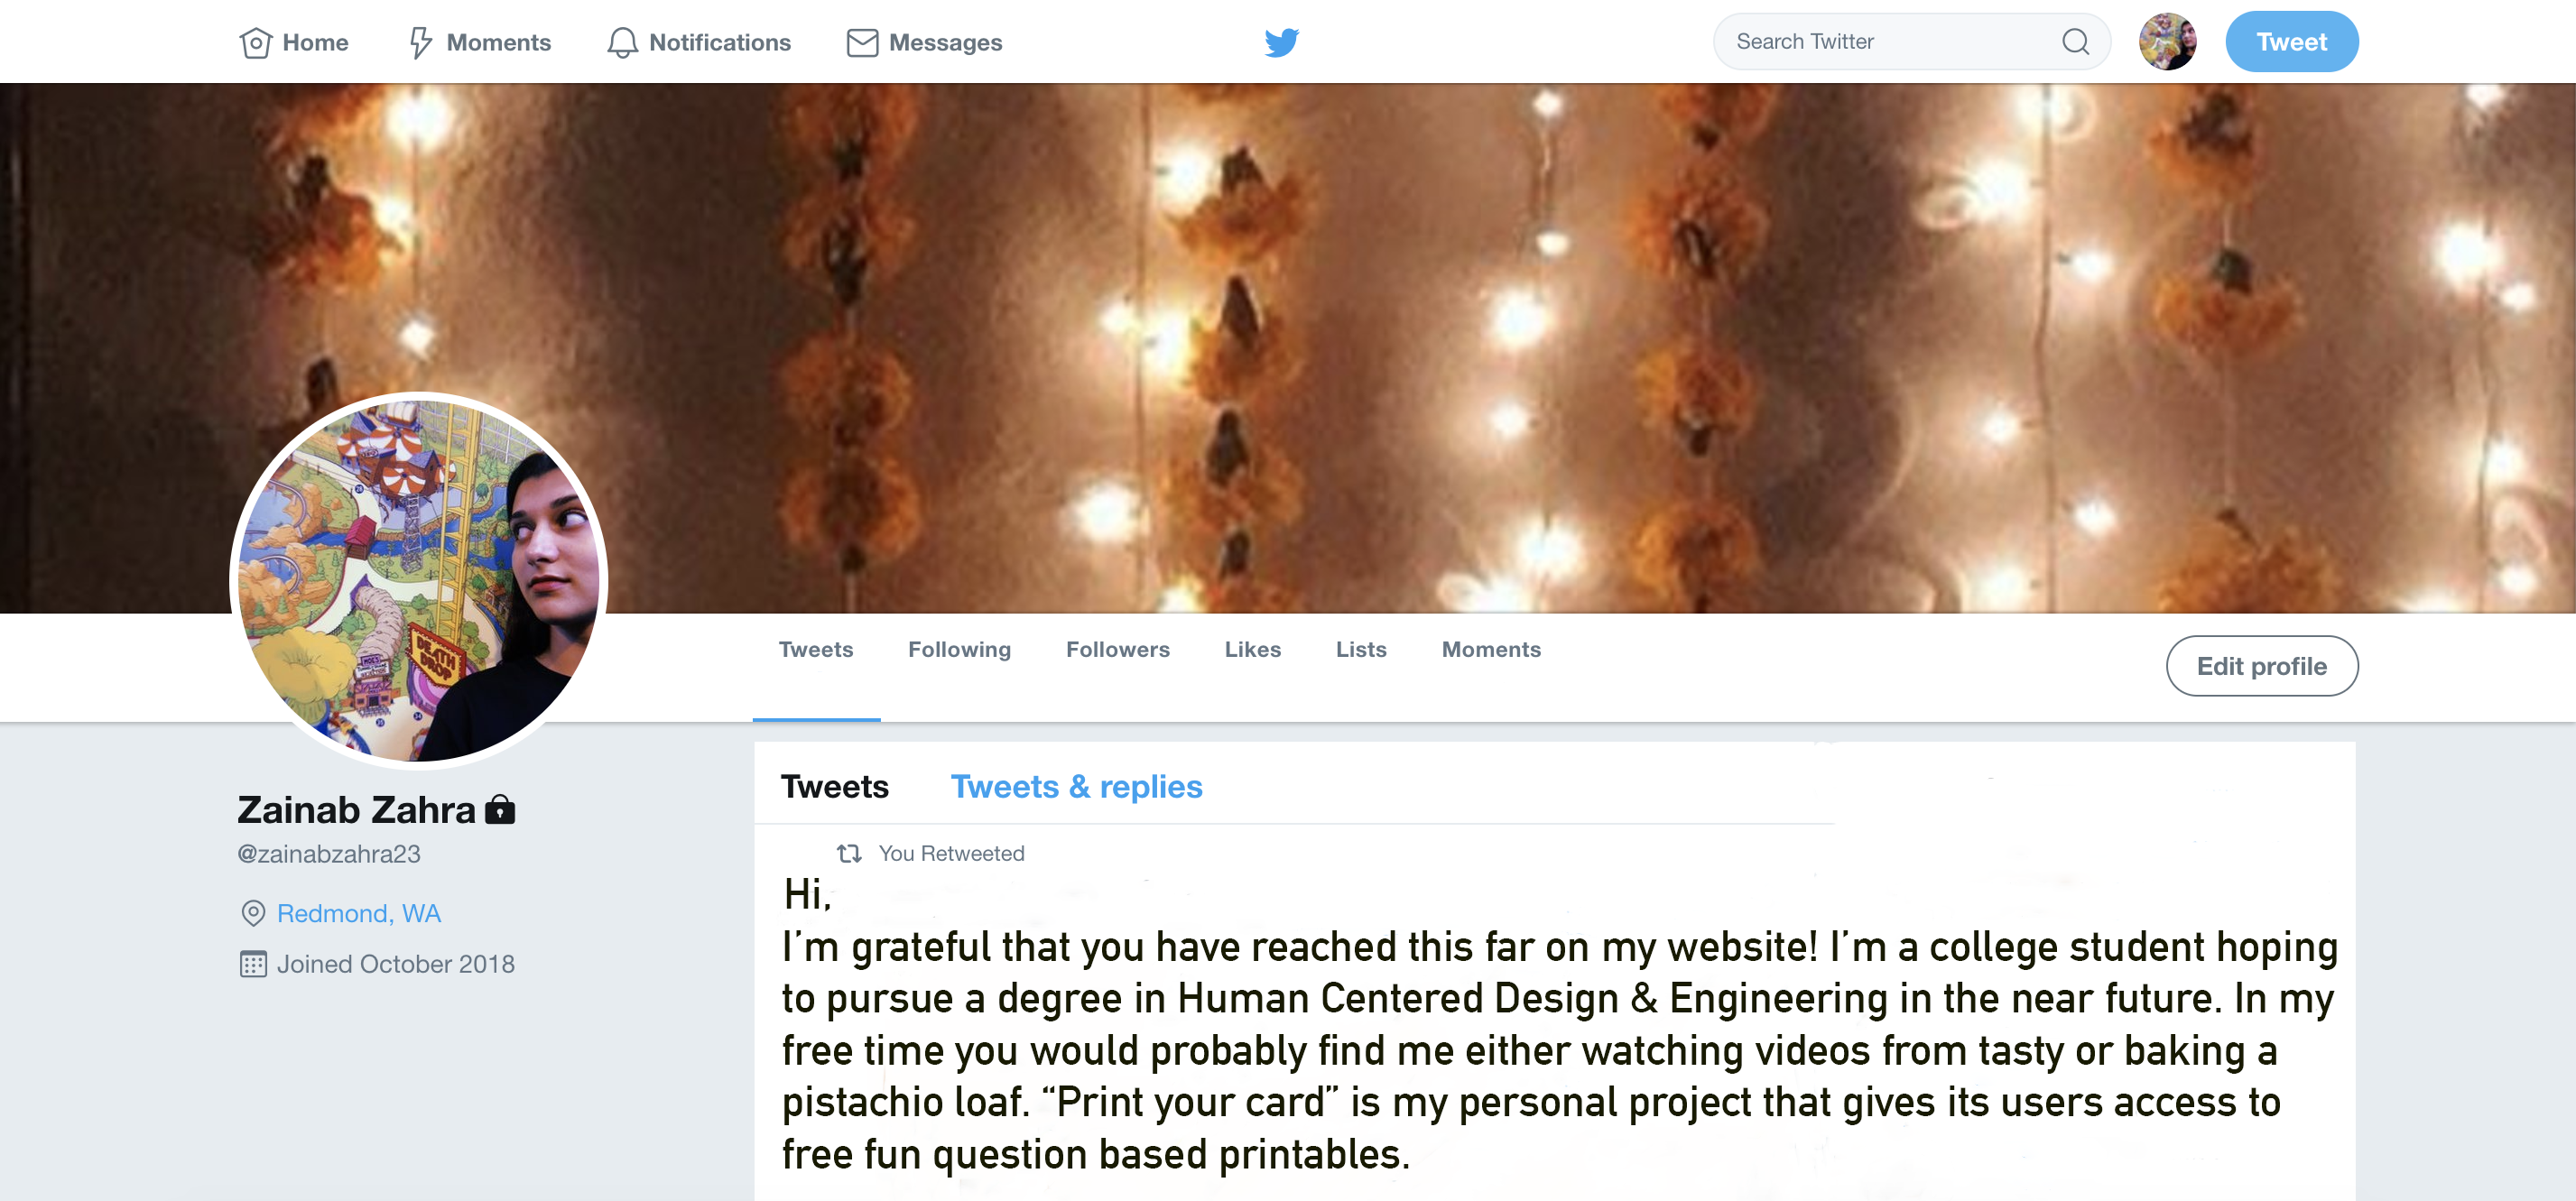 Home Moments Notifications Messages Search Twitter Tweet
DEATH
DROP
Tweets Following Followers Likes Lists Moments Edit profile
Zainab Zahra
@zainabzahra23
Redmond, WA
Joined October 2018
Tweets Tweets & replies
You Retweeted
Hi,
I’m grateful that you have reached this far on my website! I’m a college student hoping
to pursue a degree in Human Centered Design & Engineering in the near future. In my
free time you would probably find me either watching videos from tasty or baking a
pistachio loaf. “Print your card” is my personal project that gives its users access to
free fun question based printables.